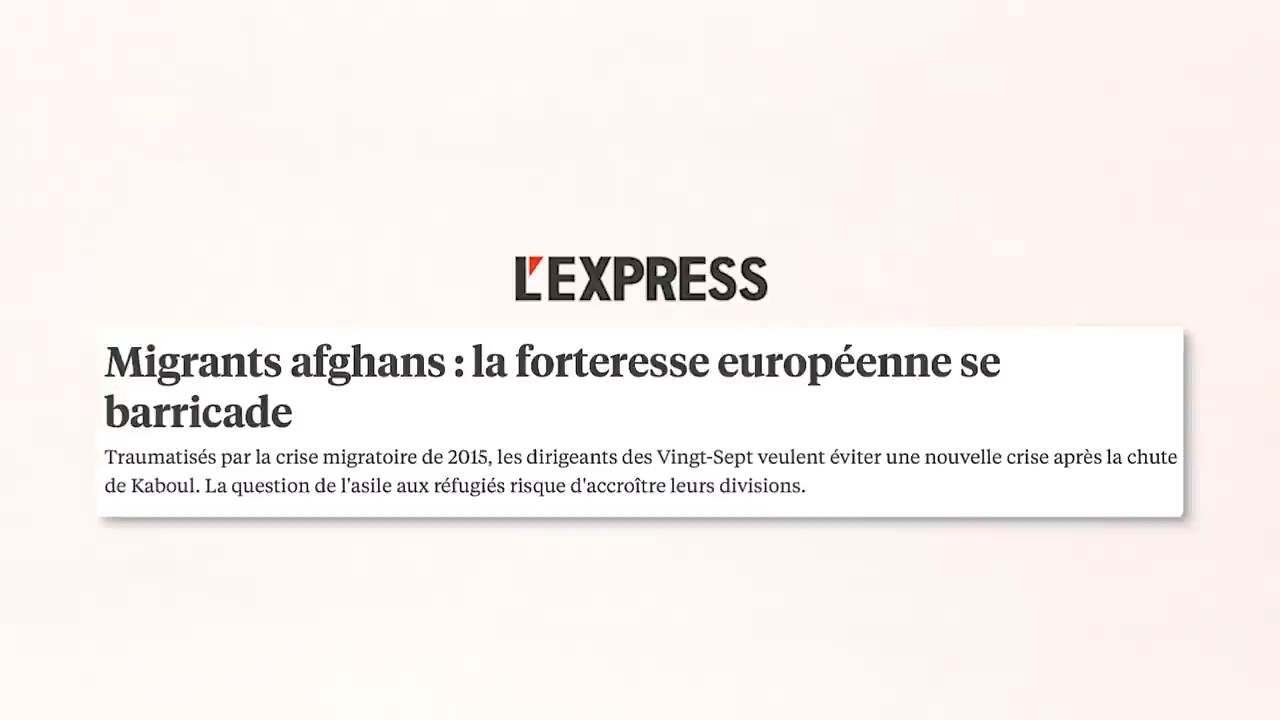 L'EXPRESS
Migrants afghans : la forteresse européenne se
barricade
Traumatisés par la crise migratoire de 2015, les dirigeants des Vingt-Sept veulent éviter une nouvelle crise après la chute
de Kaboul. La question de l'asile aux réfugiés risque d'accroître leurs divisions.